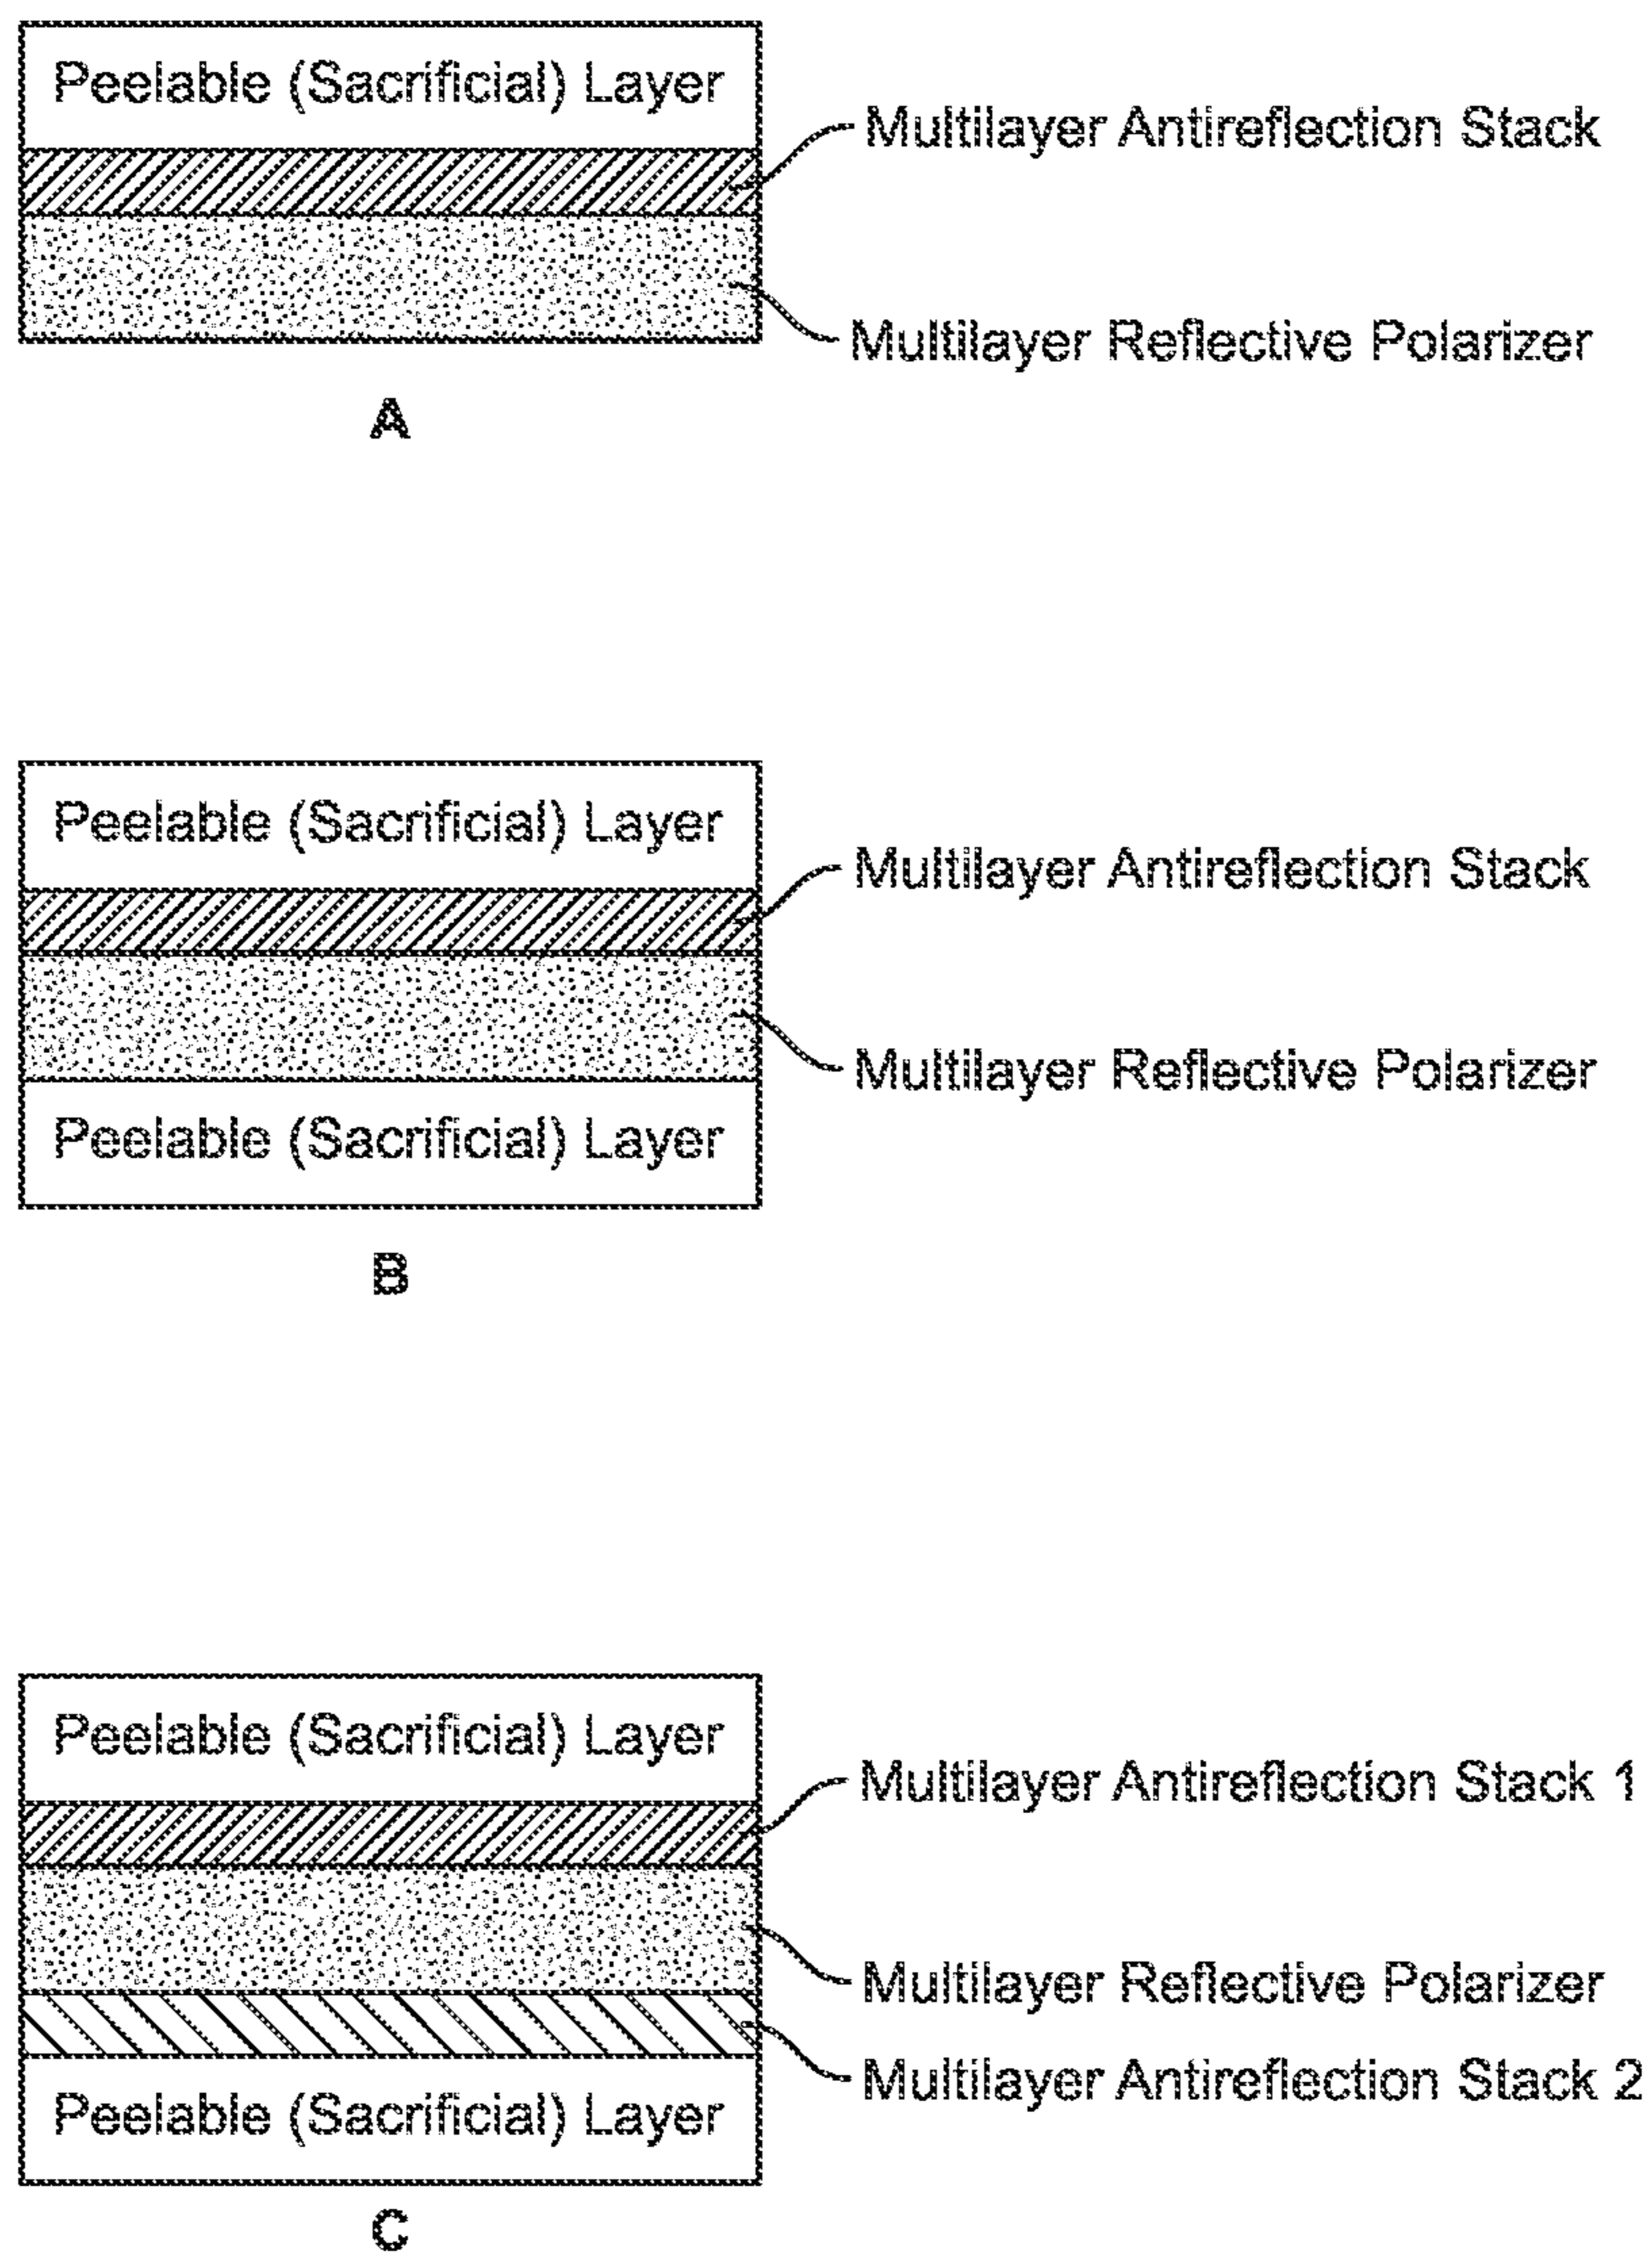 Peelable (Sacrificial) Layer
Multilayer Antireflection Stack
Multilayer Reflective Polarizer
A
Peelable (Sacrificial) Layer
Multilayer Antireflection Stack
Multilayer Reflective Polarizer
Peelable (Sacrificial) Layer
B
Peelable (Sacrificial) Layer
Multilayer Antireflection Stack 1
Multilayer Reflective Polarizer
Multilayer Antireflection Stack 2
Peelable (Sacrificial) Layer
C